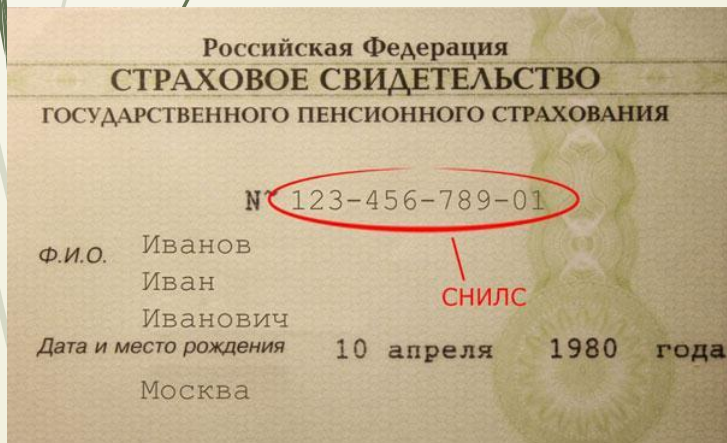 Российская Федерация
СТРАХОВОЕ СВИДЕТЕЛЬСТВО
ГОСУДАРСТВЕННОГО ПЕНСИОННОГО СТРАХОВАНИЯ
№ 123-456-789-01
Ф.И.О. Иванов
Иван
СНИЛС
Иванович
Дата и место рождения 10 апреля 1980 года
Москва